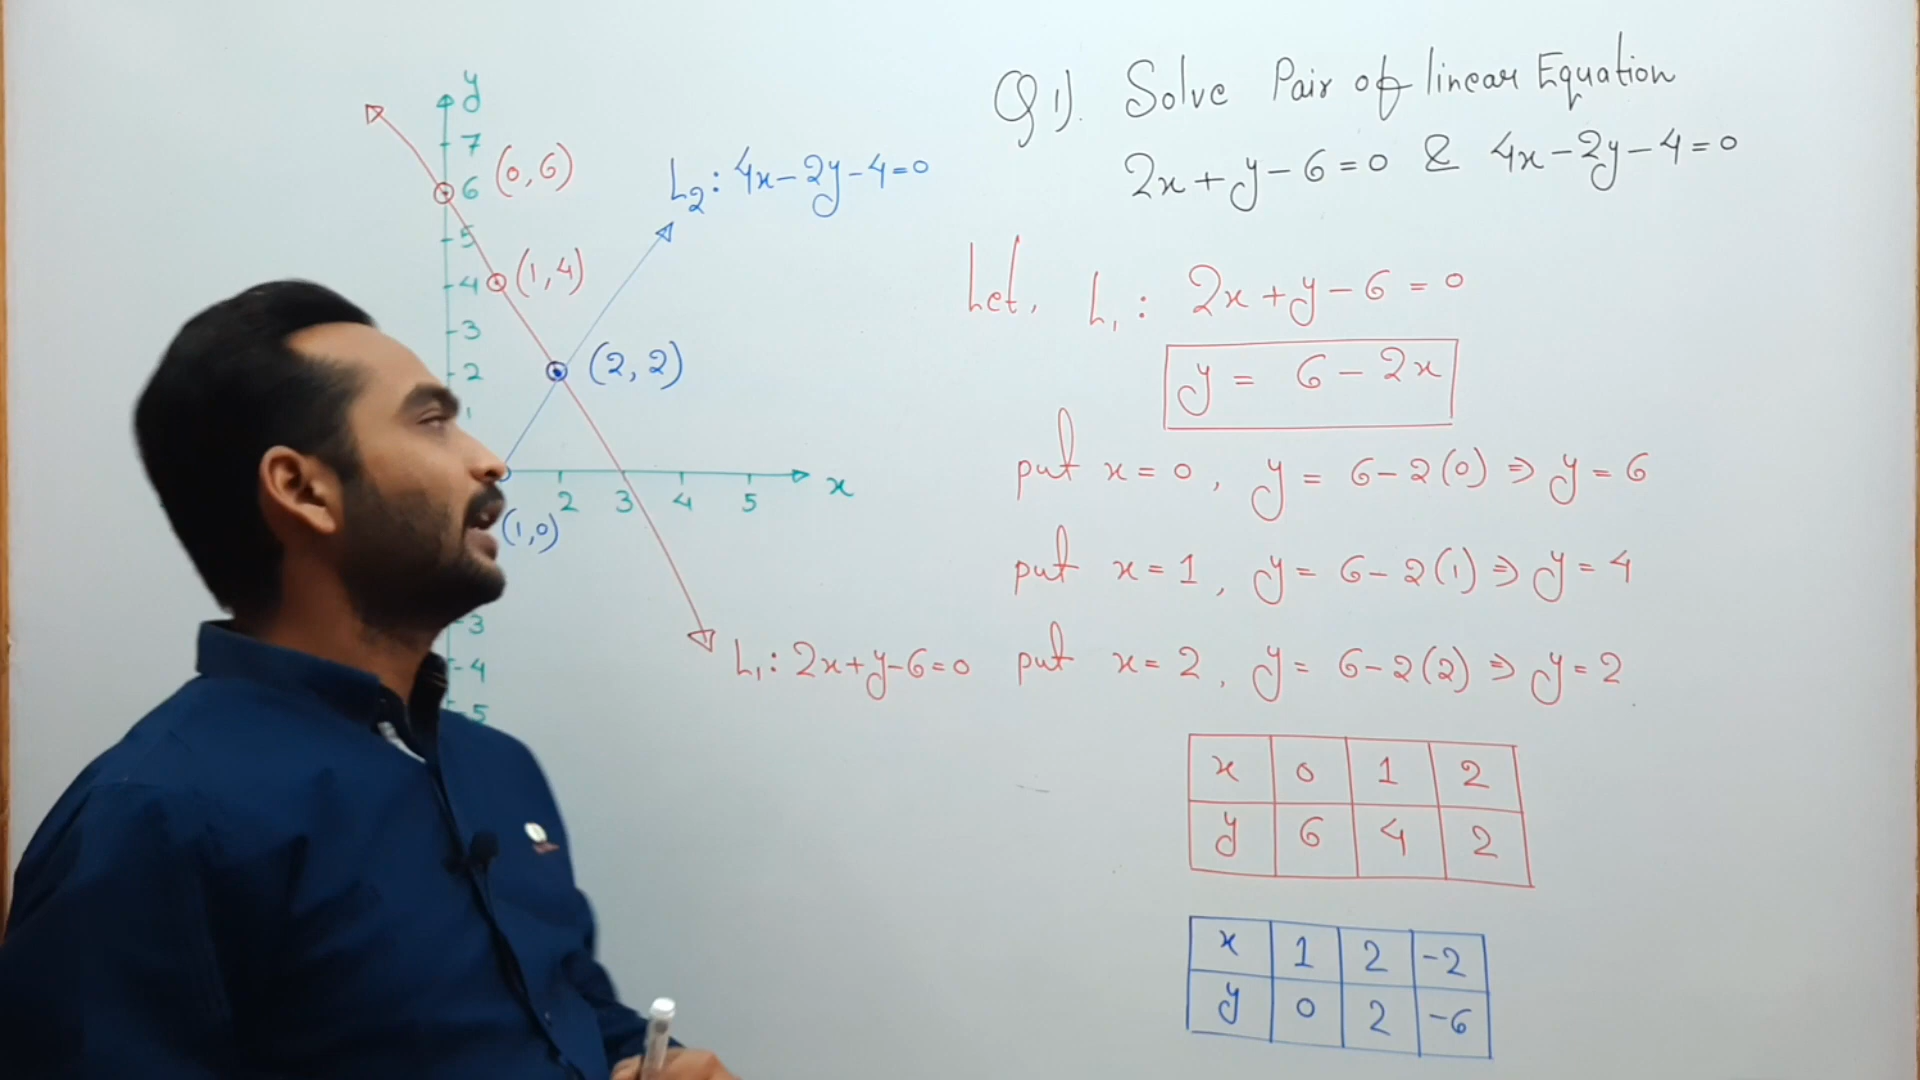 Q1). Solve Pair of linear Equation
2x+y-6=0 & 4x-2y-4=0
Let, L₁: 2x+y-6=0
y = 6-2x
put x=0, y = 6-2(0) ⇒ y=6
put x=1, y = 6-2(1) ⇒ y=4
put x=2, y = 6-2(2) ⇒ y=2
x 0 1 2
y 6 4 2
x 1 2 -2
y 0 2 -6
y
7
6 (0,6)
L₂: 4x-2y-4=0
5
4 (1,4)
3
2 (2,2)
1
x
2 3 4 5
(1,0)
-3
-4
-5
L₁: 2x+y-6=0